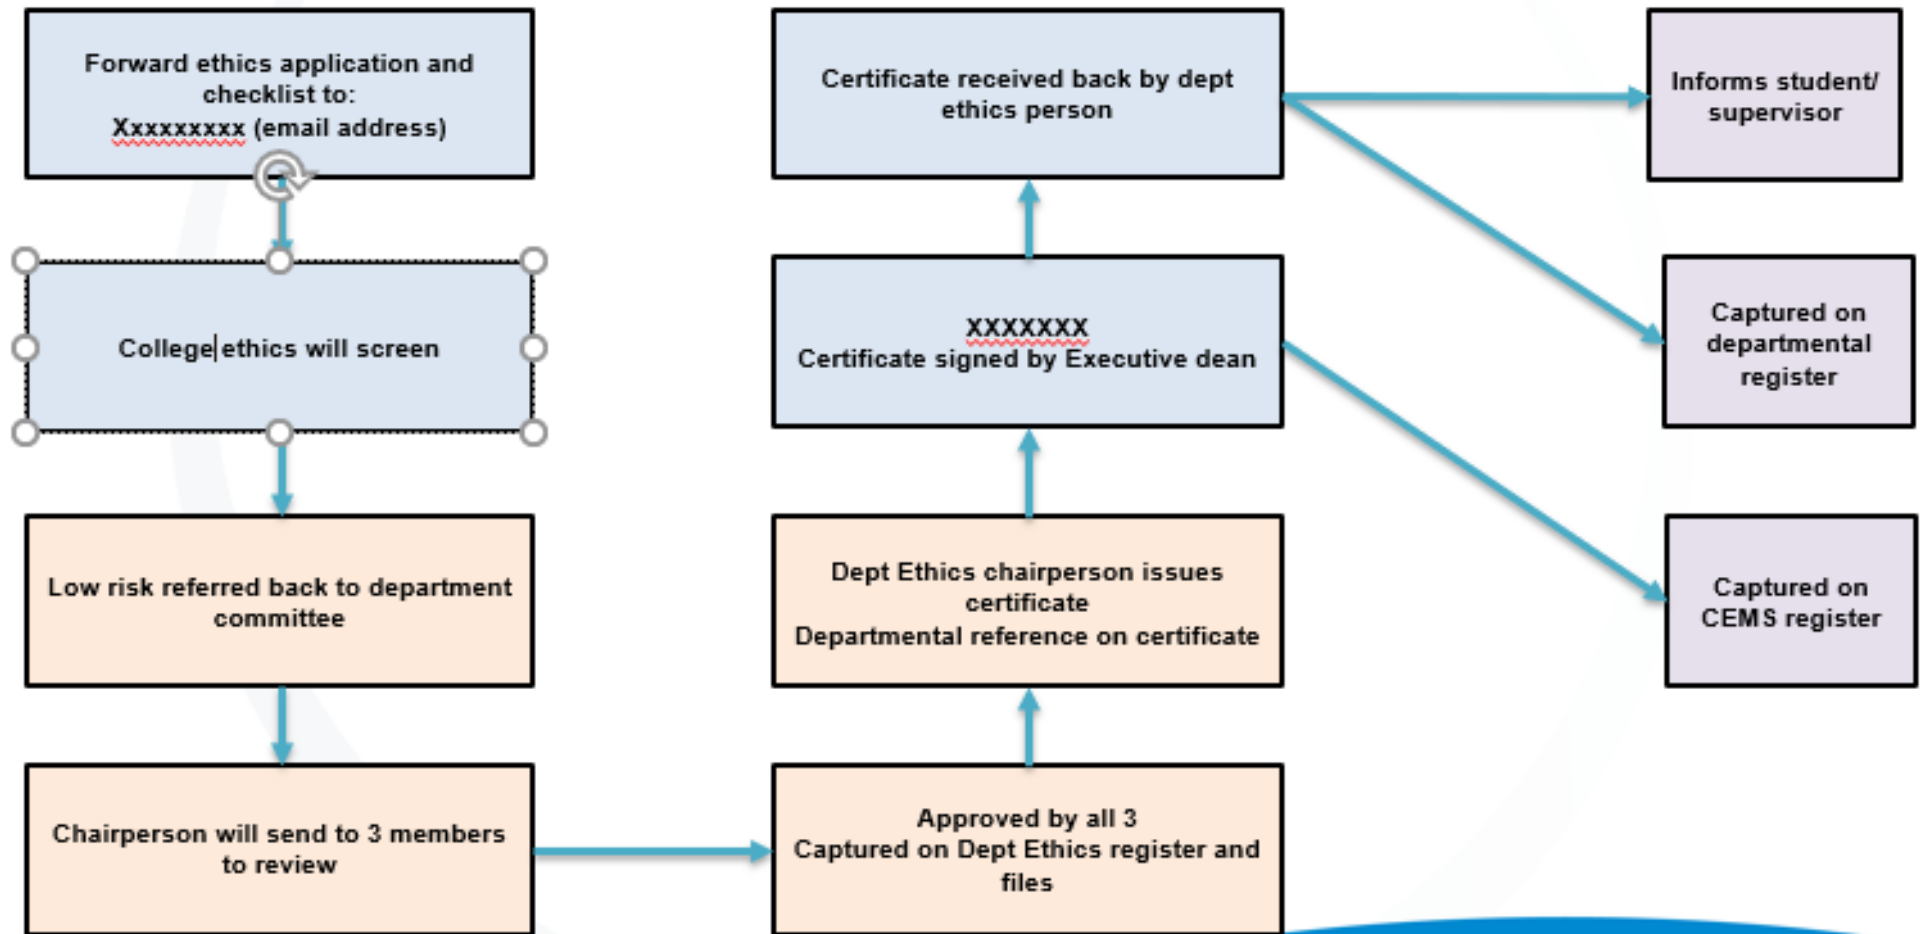 Forward ethics application and
checklist to:
Xxxxxxxxxx (email address)
College ethics will screen
Low risk referred back to department
committee
Chairperson will send to 3 members
to review
Approved by all 3
Captured on Dept Ethics register and
files
Dept Ethics chairperson issues
certificate
Departmental reference on certificate
XXXXXXX
Certificate signed by Executive dean
Certificate received back by dept
ethics person
Informs student/
supervisor
Captured on
departmental
register
Captured on
CEMS register